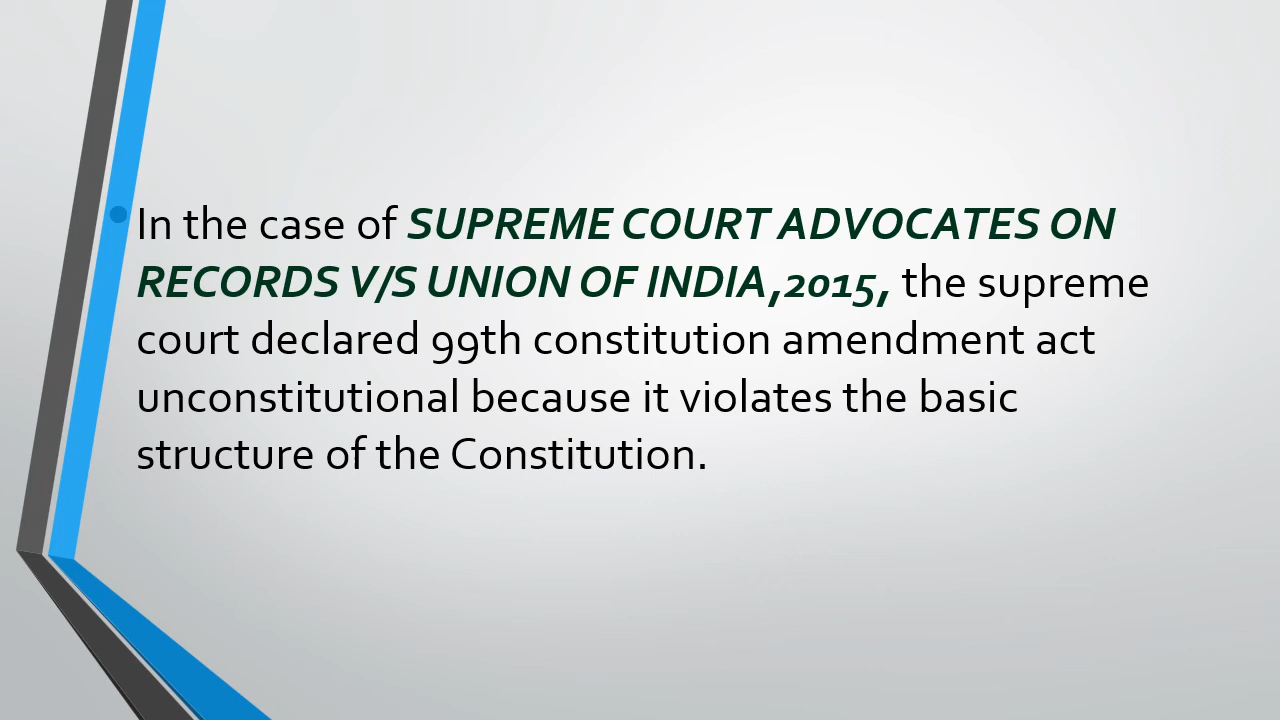 • In the case of SUPREME COURT ADVOCATES ON
RECORDS V/S UNION OF INDIA,2015, the supreme
court declared 99th constitution amendment act
unconstitutional because it violates the basic
structure of the Constitution.